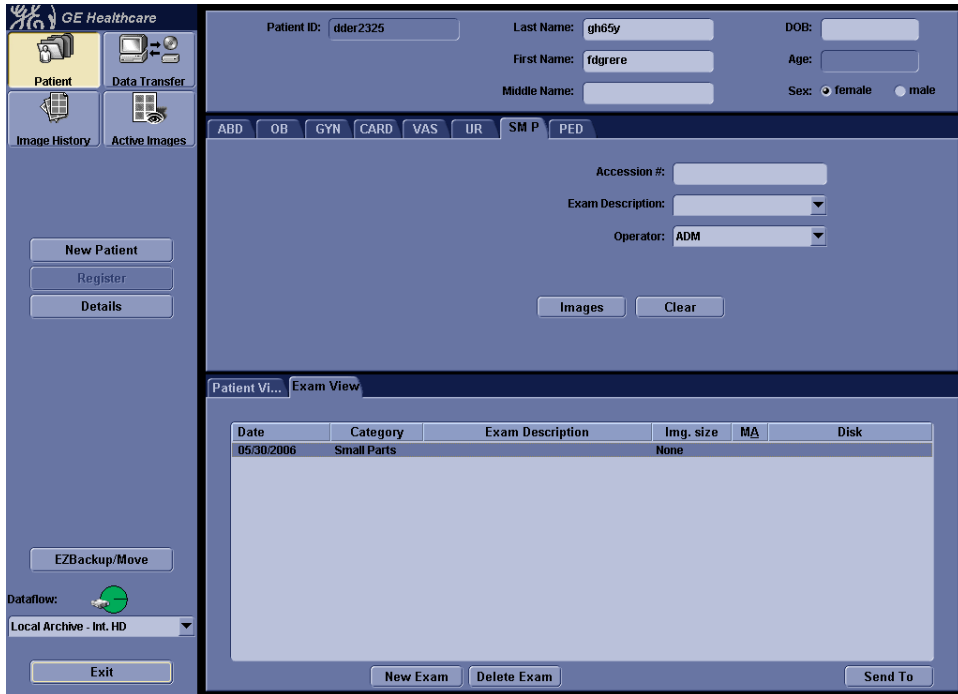 GE Healthcare
Patient
Data Transfer
Image History
Active Images
New Patient
Register
Details
EZBackup/Move
Dataflow:
Local Archive - Int. HD
Exit
Patient ID: dder2325 Last Name: gh65y DOB:
First Name: fdgrere Age:
Middle Name: Sex: female male
ABD OB GYN CARD VAS UR SM P PED
Accession #:
Exam Description:
Operator: ADM
Images Clear
Patient Vi... Exam View
Date Category Exam Description Img. size MA Disk
05/30/2006 Small Parts None
New Exam Delete Exam Send To